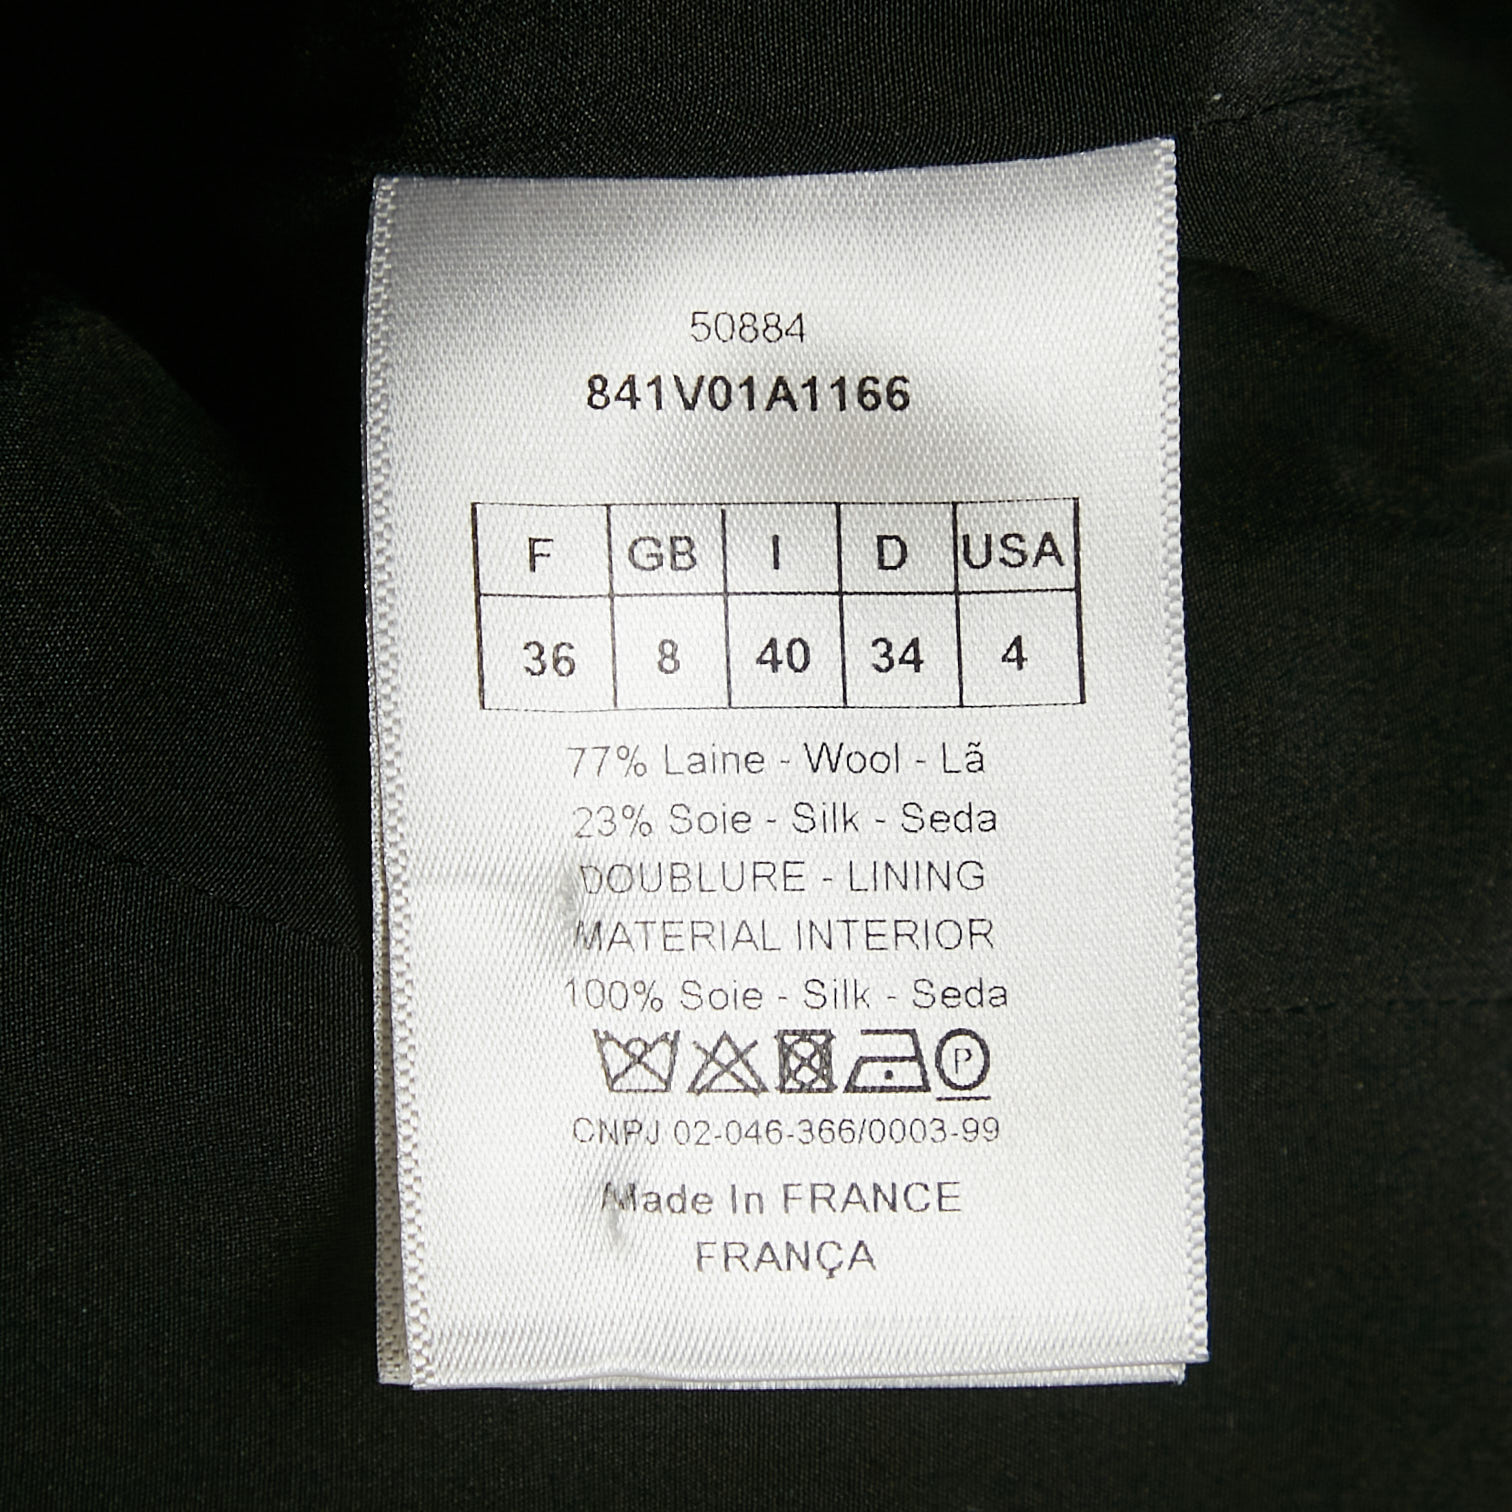 50884
841V01A1166
F GB I D USA
36 8 40 34 4
77% Laine - Wool - Lã
23% Soie - Silk - Seda
DOUBLURE - LINING
MATERIAL INTERIOR
100% Soie - Silk - Seda
P
CNPJ 02-046-366/0003-99
Made In FRANCE
FRANÇA